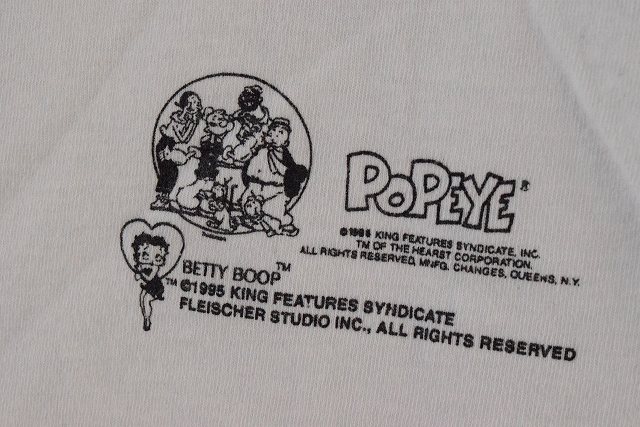 POPEYE®
©1995 KING FEATURES SYNDICATE, INC.
TM OF THE HEARST CORPORATION.
ALL RIGHTS RESERVED, MNFG. CHANGES, QUEENS, N.Y.
BETTY BOOP™
™©1995 KING FEATURES SYNDICATE
FLEISCHER STUDIO INC., ALL RIGHTS RESERVED